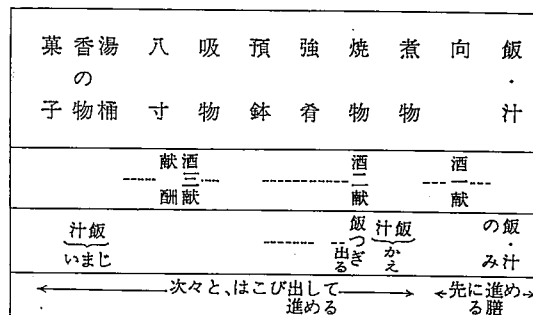 飯・汁
向
煮物
焼物
強肴
預鉢
吸物
八寸
湯桶
香の物
菓子
酒一献
酒二献
酒三献
献酬
飯・汁
のみ
飯汁
かえ
飯つぎ
出る
飯汁
じまい
先に進め
る膳
次々と、はこび出して
進める